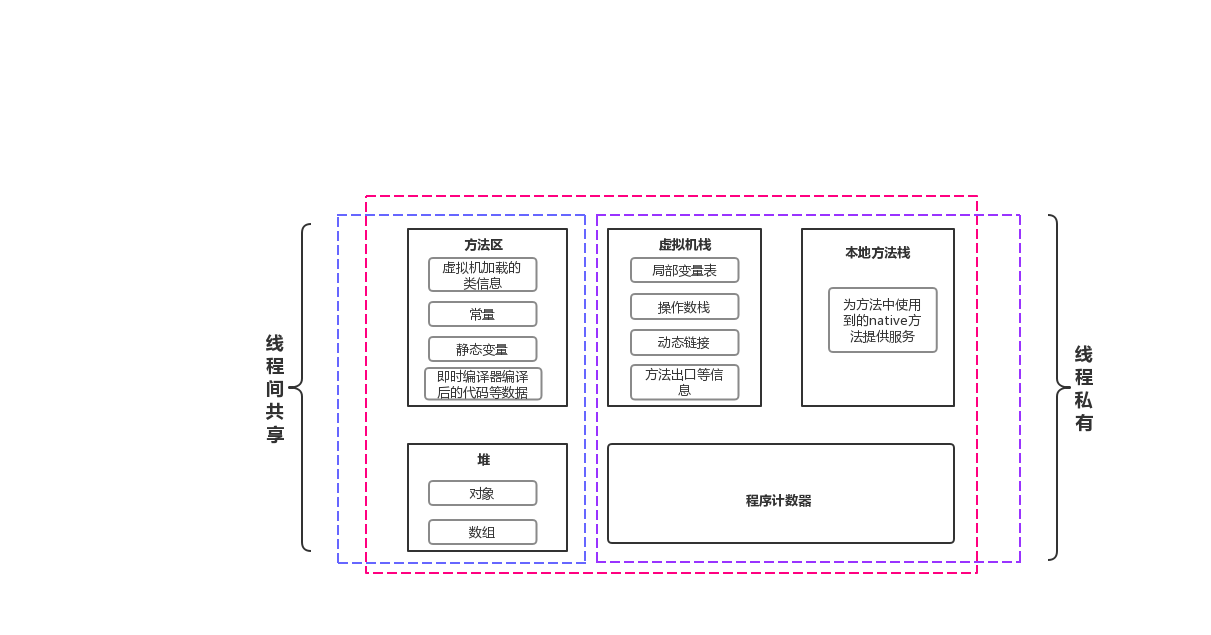 线
程
间
共
享
方法区
虚拟机加载的
类信息
常量
静态变量
即时编译器编译
后的代码等数据
堆
对象
数组
虚拟机栈
局部变量表
操作数栈
动态链接
方法出口等信
息
本地方法栈
为方法中使用
到的native方
法提供服务
程序计数器
线
程
私
有